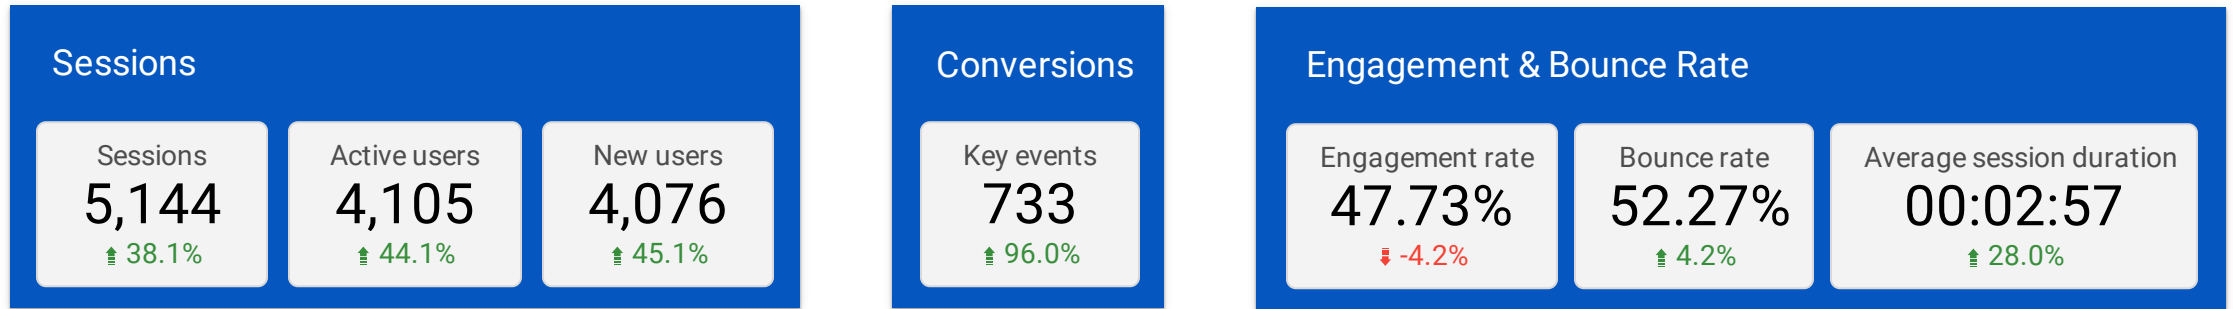 Sessions
Sessions
5,144
38.1%
Active users
4,105
44.1%
New users
4,076
45.1%
Conversions
Key events
733
96.0%
Engagement & Bounce Rate
Engagement rate
47.73%
-4.2%
Bounce rate
52.27%
4.2%
Average session duration
00:02:57
28.0%